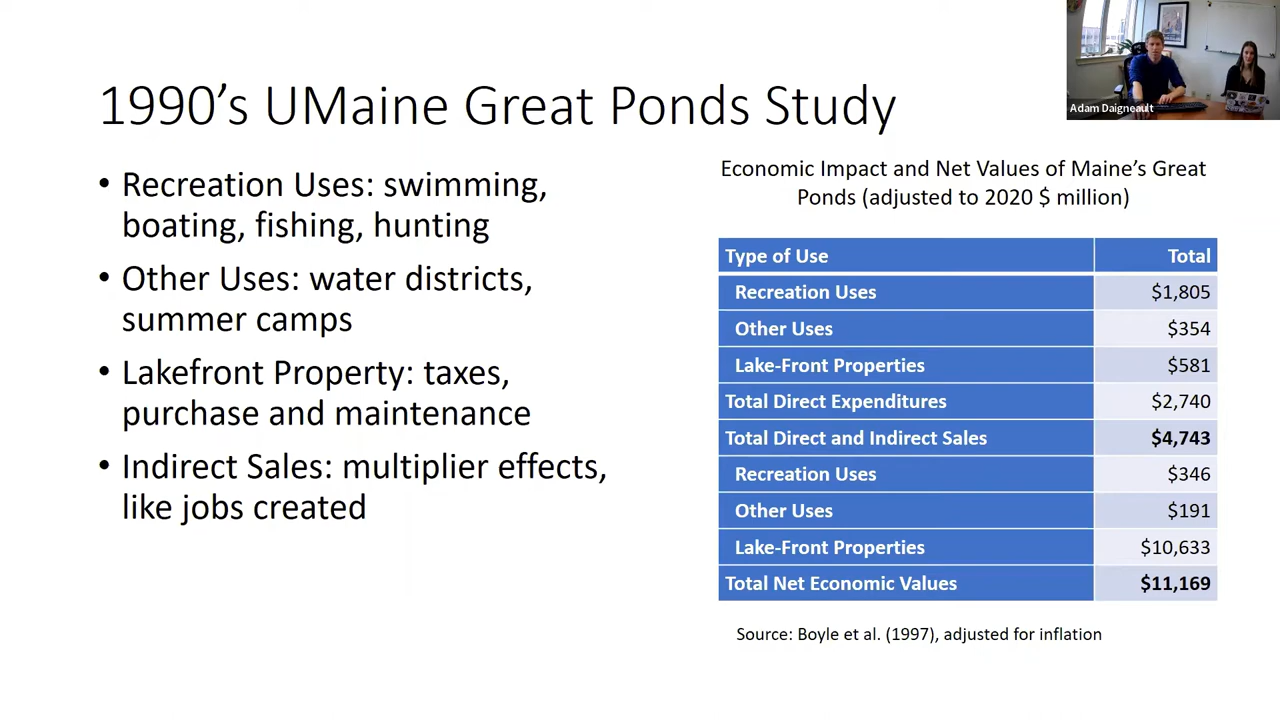 Adam Daigneault
1990’s UMaine Great Ponds Study
• Recreation Uses: swimming,
boating, fishing, hunting
• Other Uses: water districts,
summer camps
• Lakefront Property: taxes,
purchase and maintenance
• Indirect Sales: multiplier effects,
like jobs created
Economic Impact and Net Values of Maine’s Great
Ponds (adjusted to 2020 $ million)
Type of Use Total
Recreation Uses $1,805
Other Uses $354
Lake-Front Properties $581
Total Direct Expenditures $2,740
Total Direct and Indirect Sales $4,743
Recreation Uses $346
Other Uses $191
Lake-Front Properties $10,633
Total Net Economic Values $11,169
Source: Boyle et al. (1997), adjusted for inflation